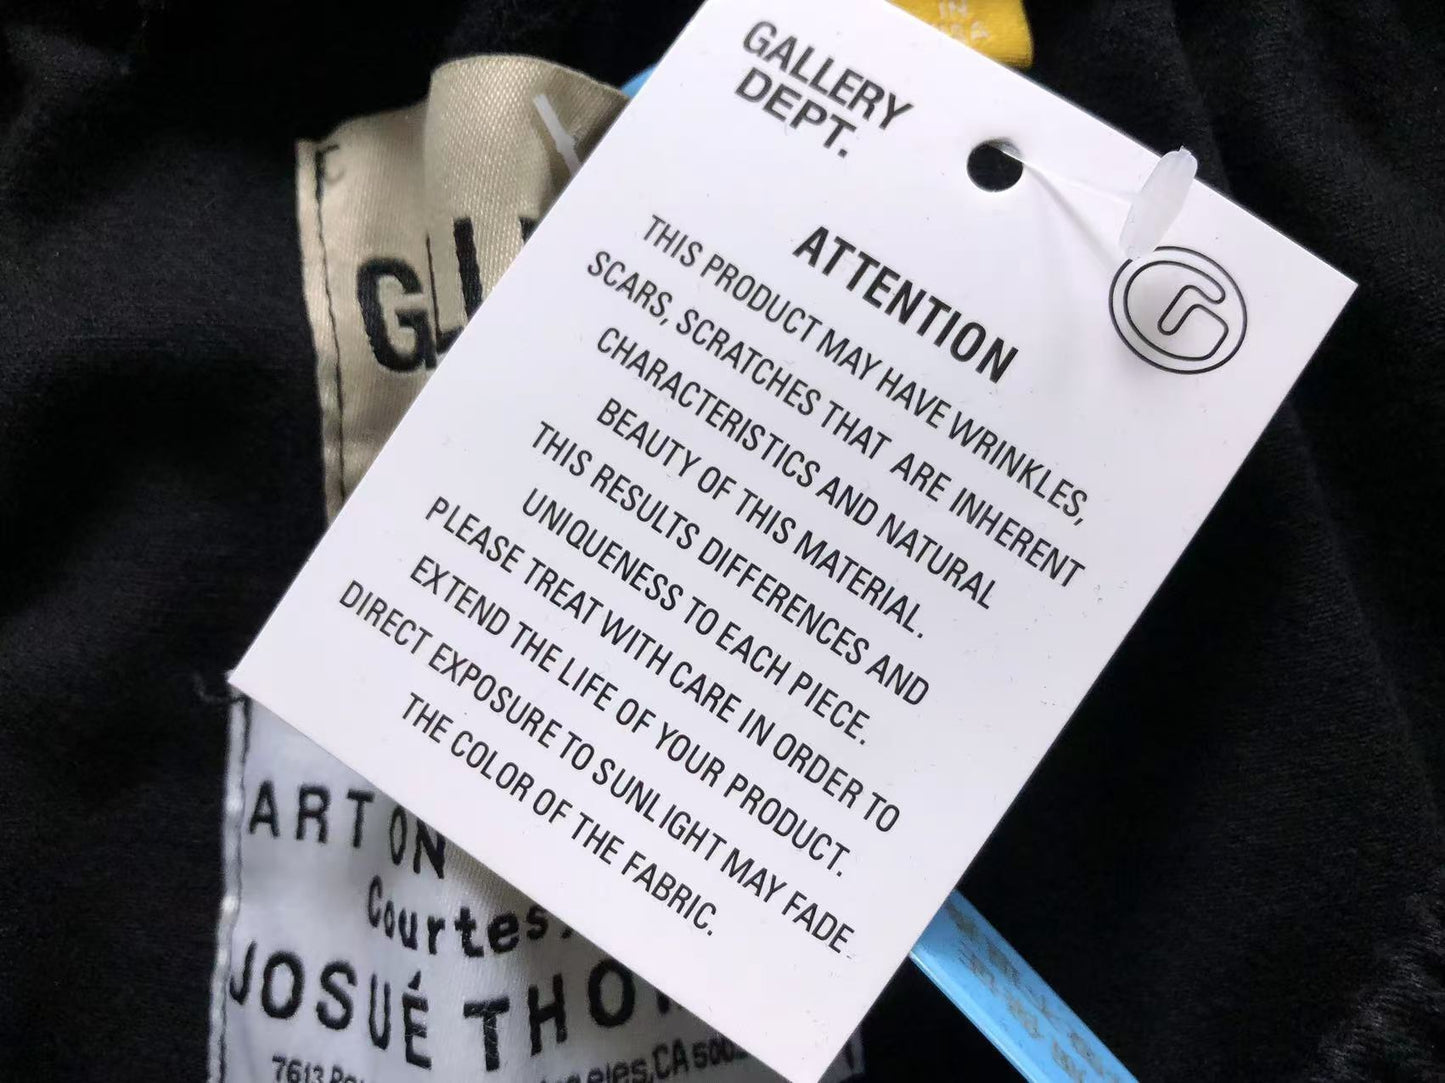 GALLERY
DEPT.
ATTENTION
THIS PRODUCT MAY HAVE WRINKLES,
SCARS, SCRATCHES THAT ARE INHERENT
CHARACTERISTICS AND NATURAL
BEAUTY OF THIS MATERIAL.
THIS RESULTS DIFFERENCES AND
UNIQUENESS TO EACH PIECE.
PLEASE TREAT WITH CARE IN ORDER TO
EXTEND THE LIFE OF YOUR PRODUCT.
DIRECT EXPOSURE TO SUNLIGHT MAY FADE
THE COLOR OF THE FABRIC.
ART ON
JOSUÉ
7613
CA